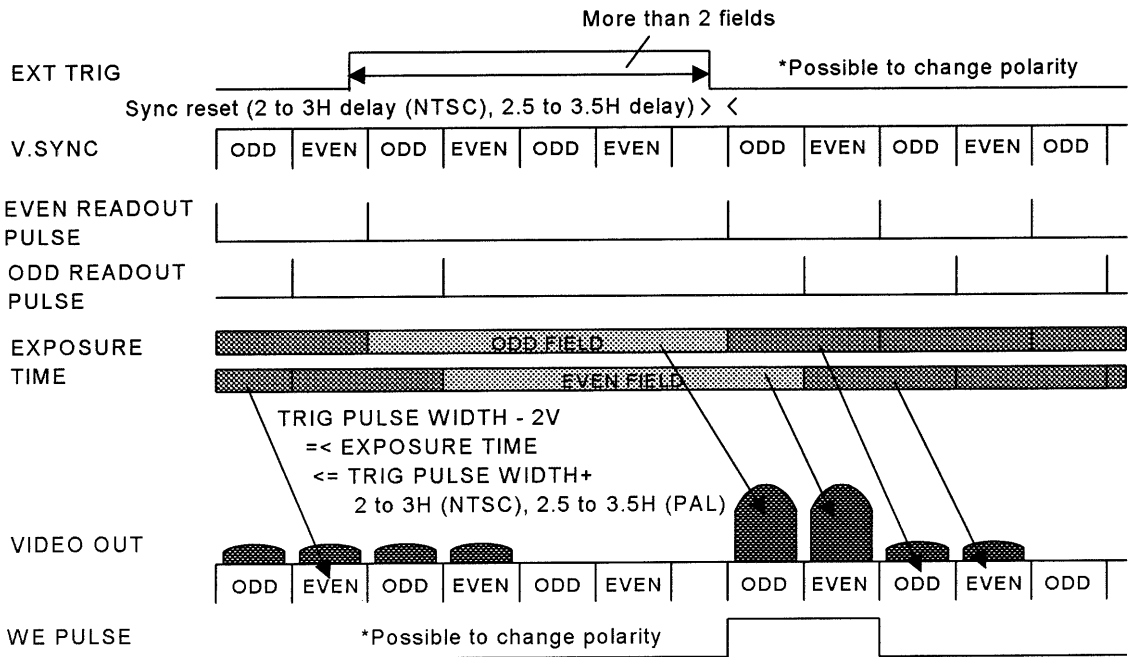 More than 2 fields
EXT TRIG
*Possible to change polarity
Sync reset (2 to 3H delay (NTSC), 2.5 to 3.5H delay) > <
V.SYNC
ODD EVEN ODD EVEN ODD EVEN ODD EVEN ODD EVEN ODD
EVEN READOUT
PULSE
ODD READOUT
PULSE
EXPOSURE
TIME
ODD FIELD
EVEN FIELD
TRIG PULSE WIDTH - 2V
=< EXPOSURE TIME
<= TRIG PULSE WIDTH+
2 to 3H (NTSC), 2.5 to 3.5H (PAL)
VIDEO OUT
ODD EVEN ODD EVEN ODD EVEN ODD EVEN ODD EVEN ODD
WE PULSE
*Possible to change polarity